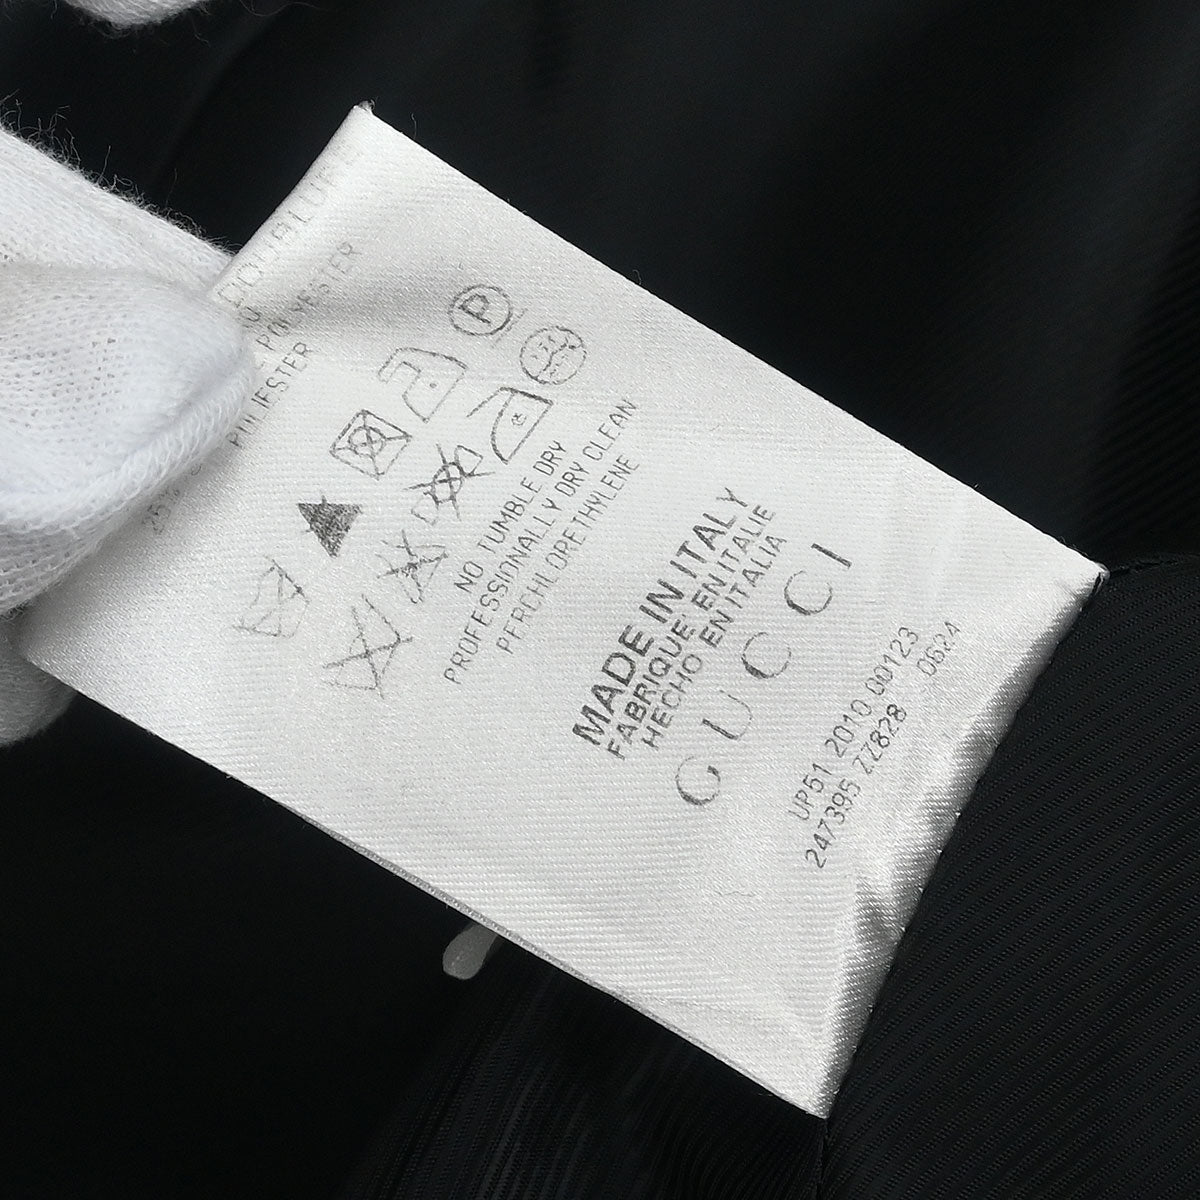 POLYESTER
POLIESTER
25%
P
NO TUMBLE DRY
PROFESSIONALLY DRY CLEAN
PERCHLORETHYLENE
MADE IN ITALY
FABRIQUE' EN ITALIE
HECHO EN ITALIA
GUCCI
UP51 2010 00123
247395 ZZ828 0624